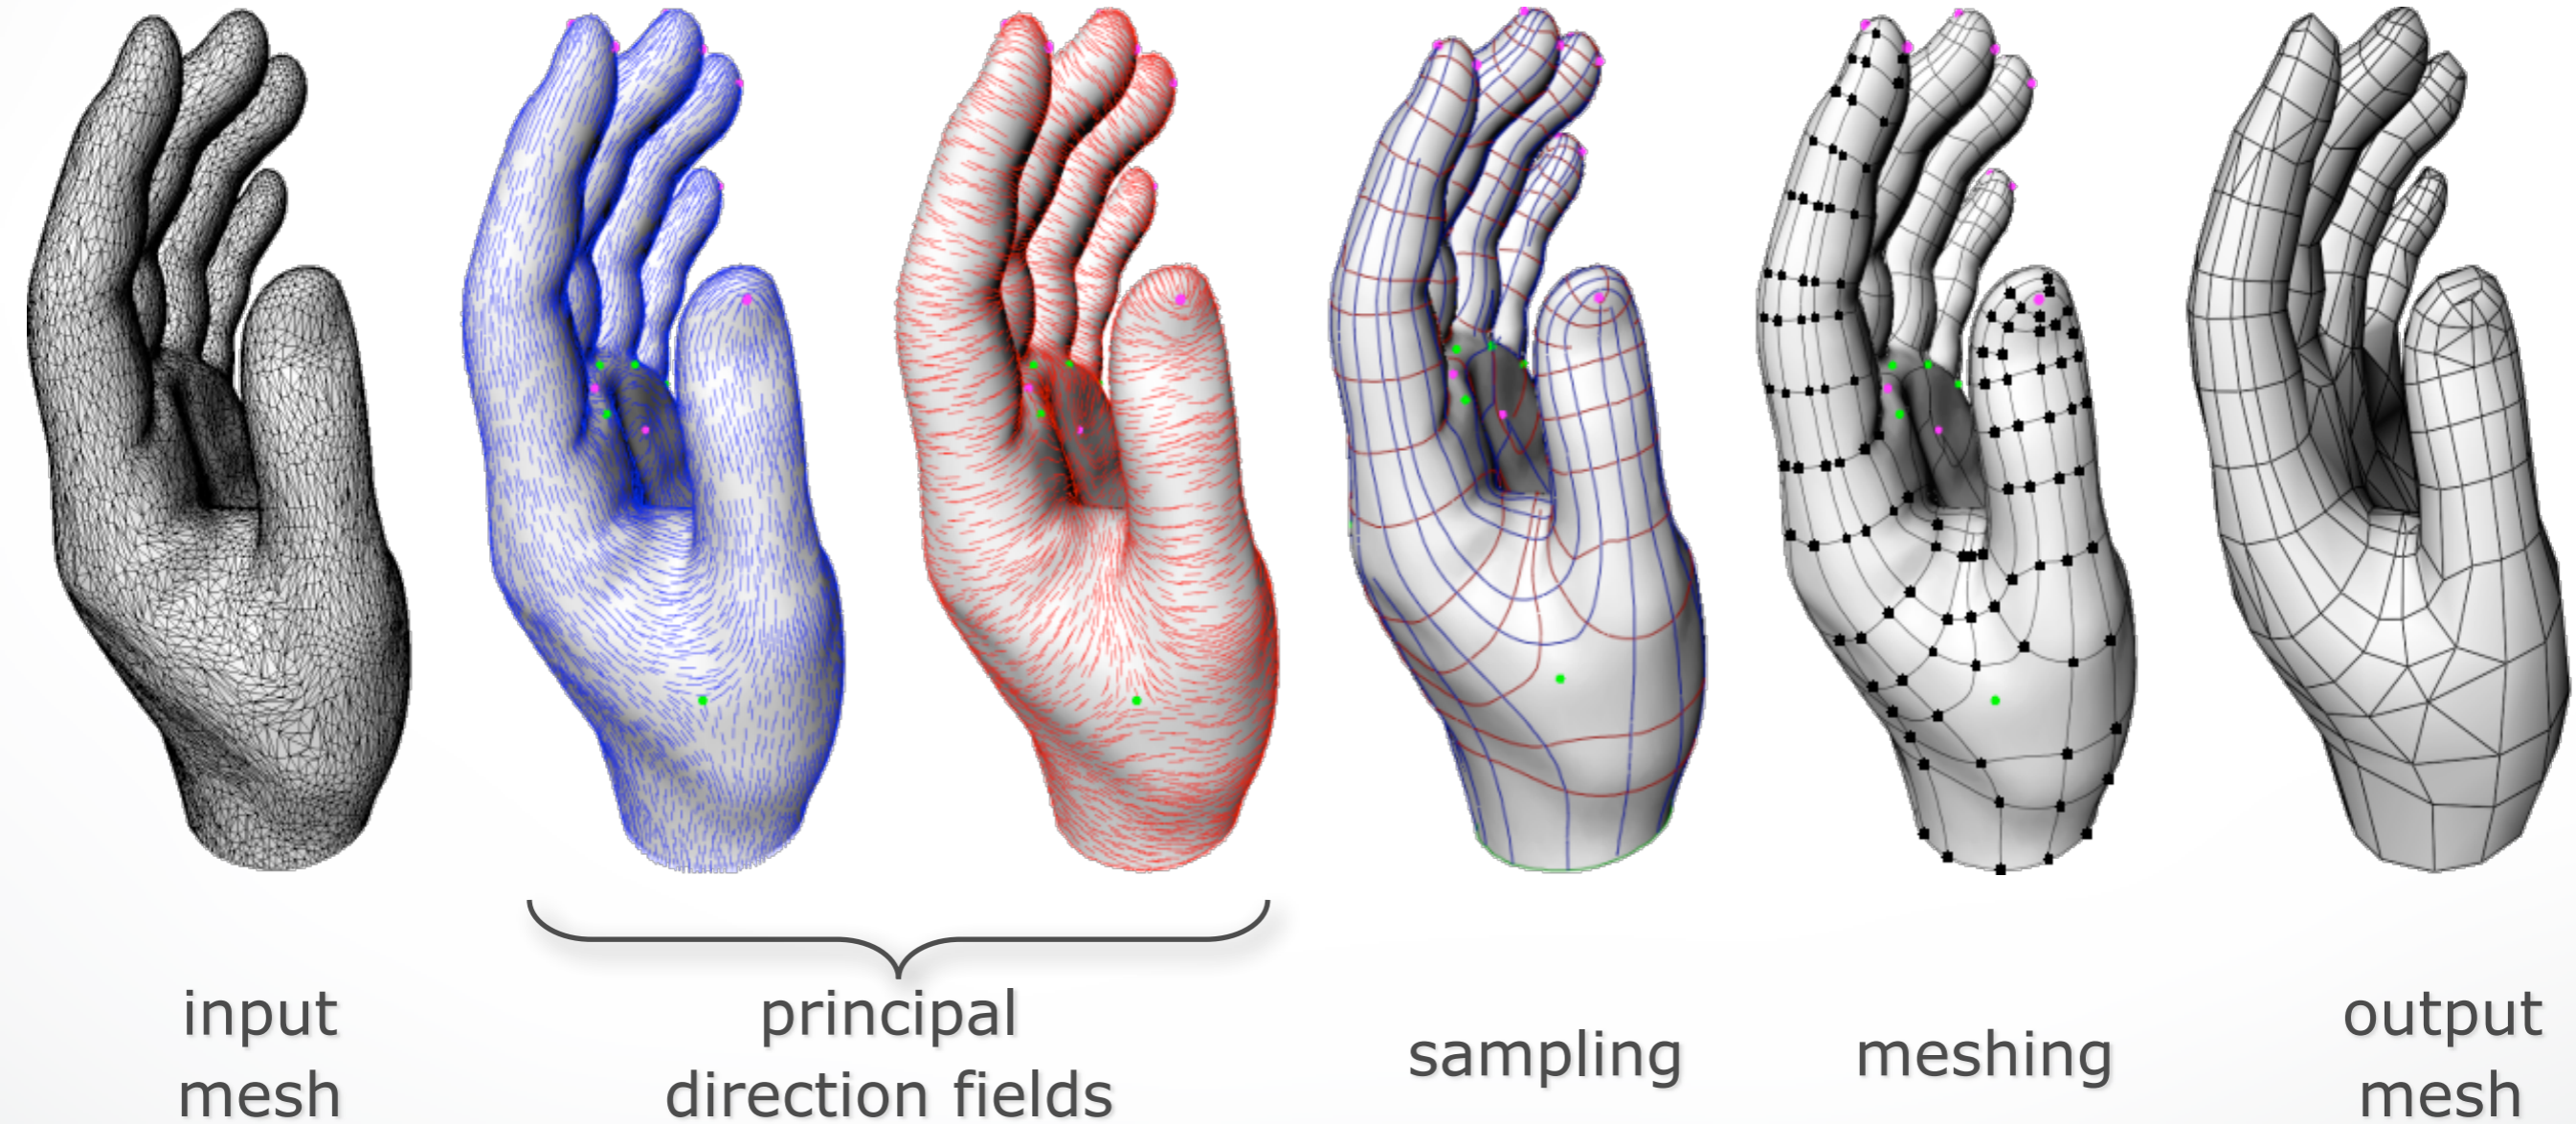 input
mesh
principal
direction fields
sampling
meshing
output
mesh